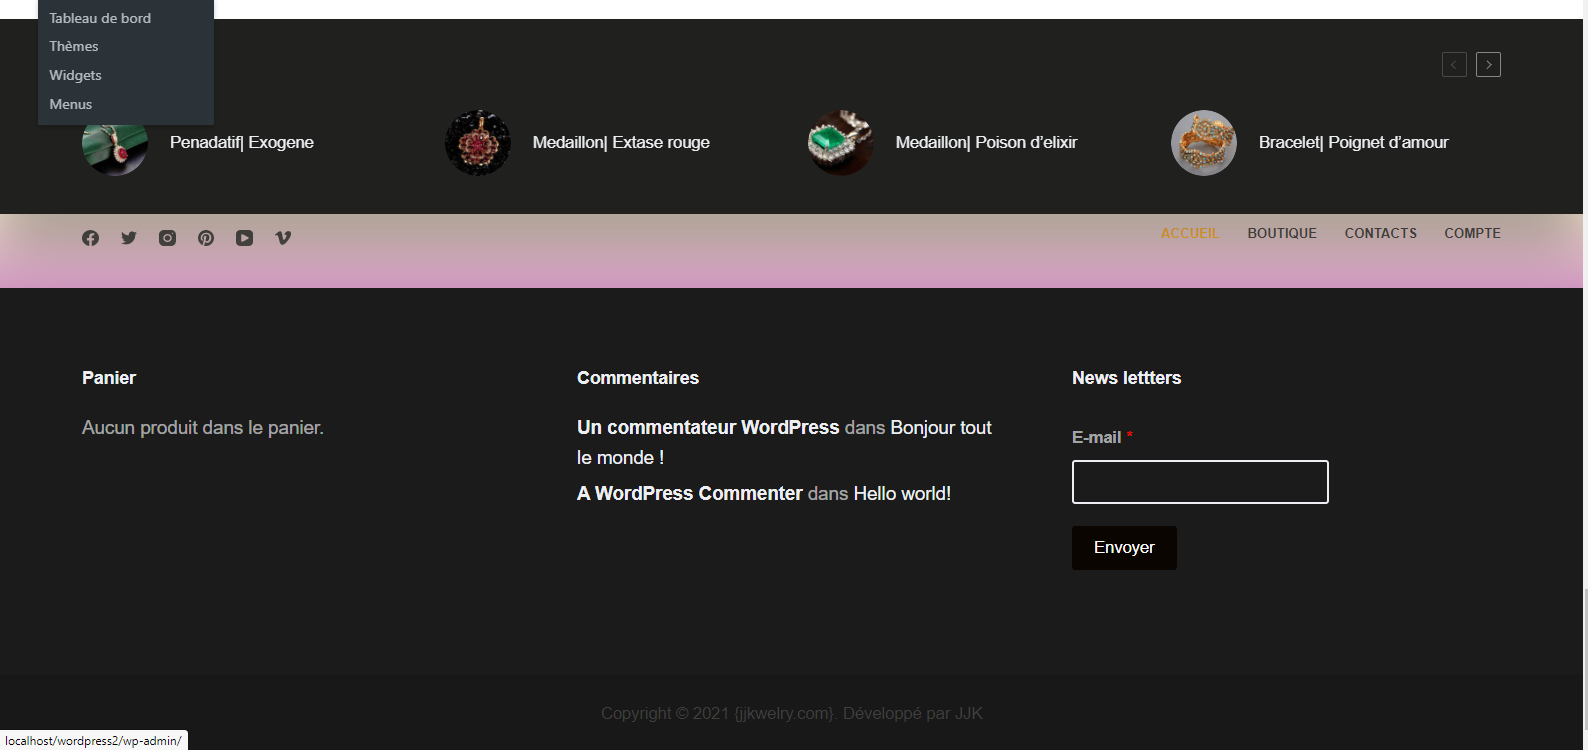 Tableau de bord
Thèmes
Widgets
Menus
Penadatif| Exogene
Medaillon| Extase rouge
Medaillon| Poison d'elixir
Bracelet| Poignet d'amour
ACCUEIL
BOUTIQUE
CONTACTS
COMPTE
Panier
Aucun produit dans le panier.
Commentaires
Un commentateur WordPress dans Bonjour tout
le monde !
A WordPress Commenter dans Hello world!
News lettters
E-mail *
Envoyer
Copyright © 2021 {jjkwelry.com}. Développé par JJK
localhost/wordpress2/wp-admin/